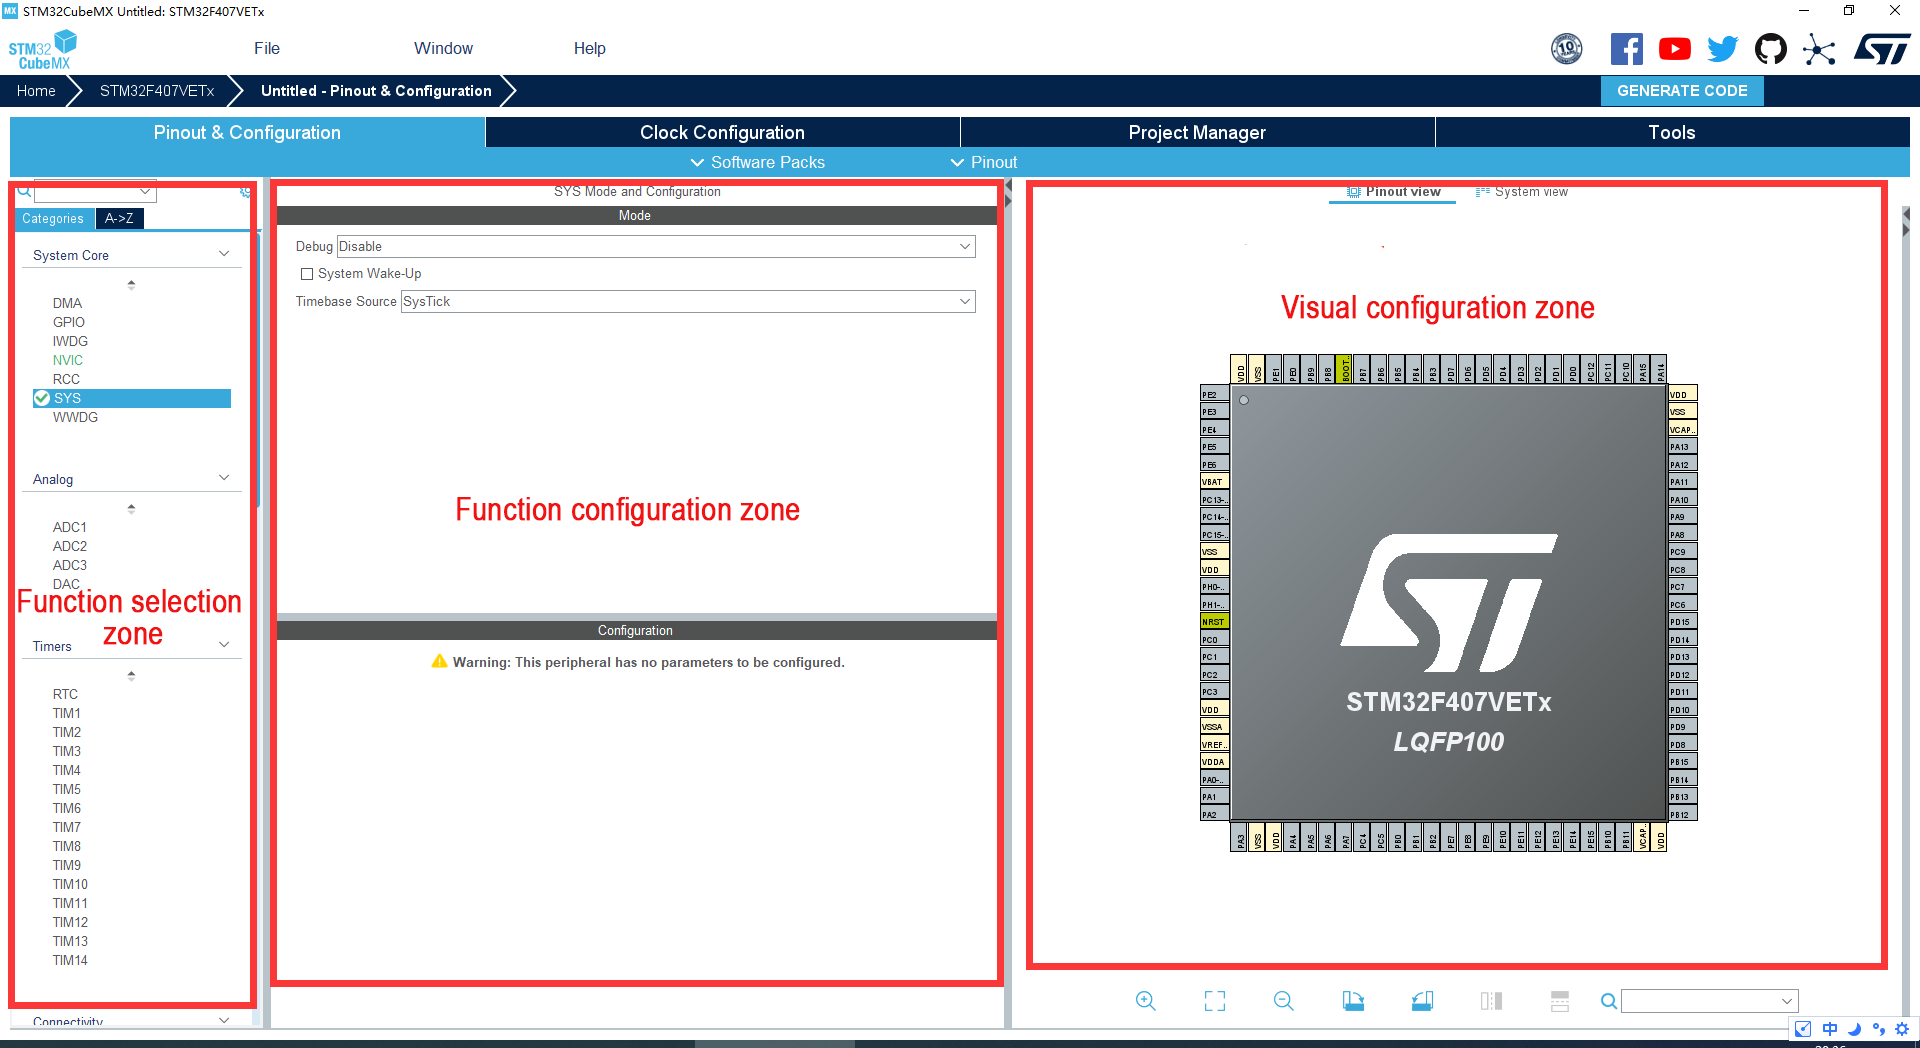 MX STM32CubeMX Untitled: STM32F407VETx
STM32
CubeMX
File
Window
Help
10
Home
STM32F407VETx
Untitled - Pinout & Configuration
GENERATE CODE
Pinout & Configuration
Clock Configuration
Project Manager
Tools
Software Packs
Pinout
Categories
A->Z
System Core
DMA
GPIO
IWDG
NVIC
RCC
SYS
WWDG
Analog
ADC1
ADC2
ADC3
DAC
Function selection
zone
Timers
RTC
TIM1
TIM2
TIM3
TIM4
TIM5
TIM6
TIM7
TIM8
TIM9
TIM10
TIM11
TIM12
TIM13
TIM14
Connectivity
SYS Mode and Configuration
Mode
Debug Disable
System Wake-Up
Timebase Source SysTick
Function configuration zone
Configuration
Warning: This peripheral has no parameters to be configured.
Pinout view
System view
Visual configuration zone
VDD
VSS
PE1
PE0
PB9
PB8
BOOT..
PB7
PB6
PB5
PB4
PB3
PD7
PD6
PD5
PD4
PD3
PD2
PD1
PD0
PC12
PC11
PC10
PA15
PA14
PE2
PE3
PE4
PE5
PE6
VBAT
PC13-..
PC14-..
PC15-..
VSS
VDD
PH0-..
PH1-..
NRST
PC0
PC1
PC2
PC3
VDD
VSSA
VREF..
VDDA
PA0-..
PA1
PA2
ST
STM32F407VETx
LQFP100
VDD
VSS
VCAP..
PA13
PA12
PA11
PA10
PA9
PA8
PC9
PC8
PC7
PC6
PD15
PD14
PD13
PD12
PD11
PD10
PD9
PD8
PB15
PB14
PB13
PB12
PA3
VSS
VDD
PA4
PA5
PA6
PA7
PC4
PC5
PB0
PB1
PB2
PE7
PE8
PE9
PE10
PE11
PE12
PE13
PE14
PE15
PB10
PB11
VCAP..
VDD
中